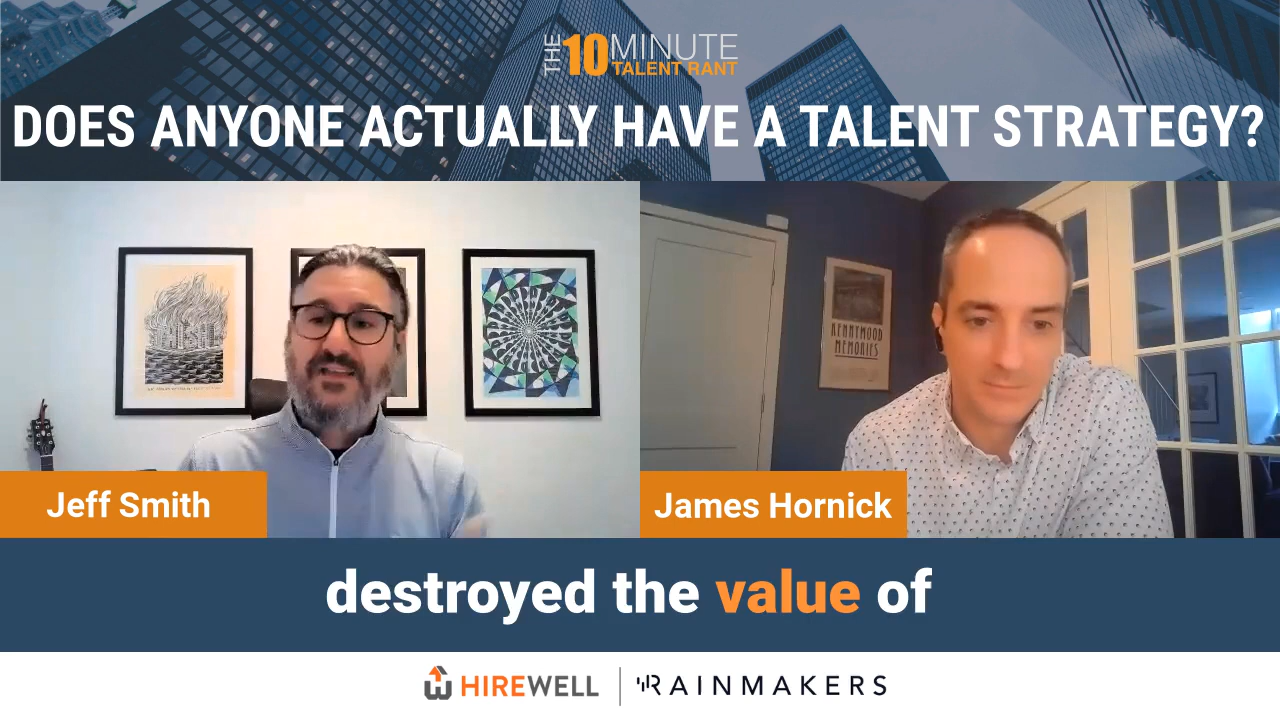 THE 10 MINUTE
TALENT RANT
DOES ANYONE ACTUALLY HAVE A TALENT STRATEGY?
KENNYWOOD
MEMORIES
Jeff Smith
James Hornick
destroyed the value of
HIREWELL
RAINMAKERS